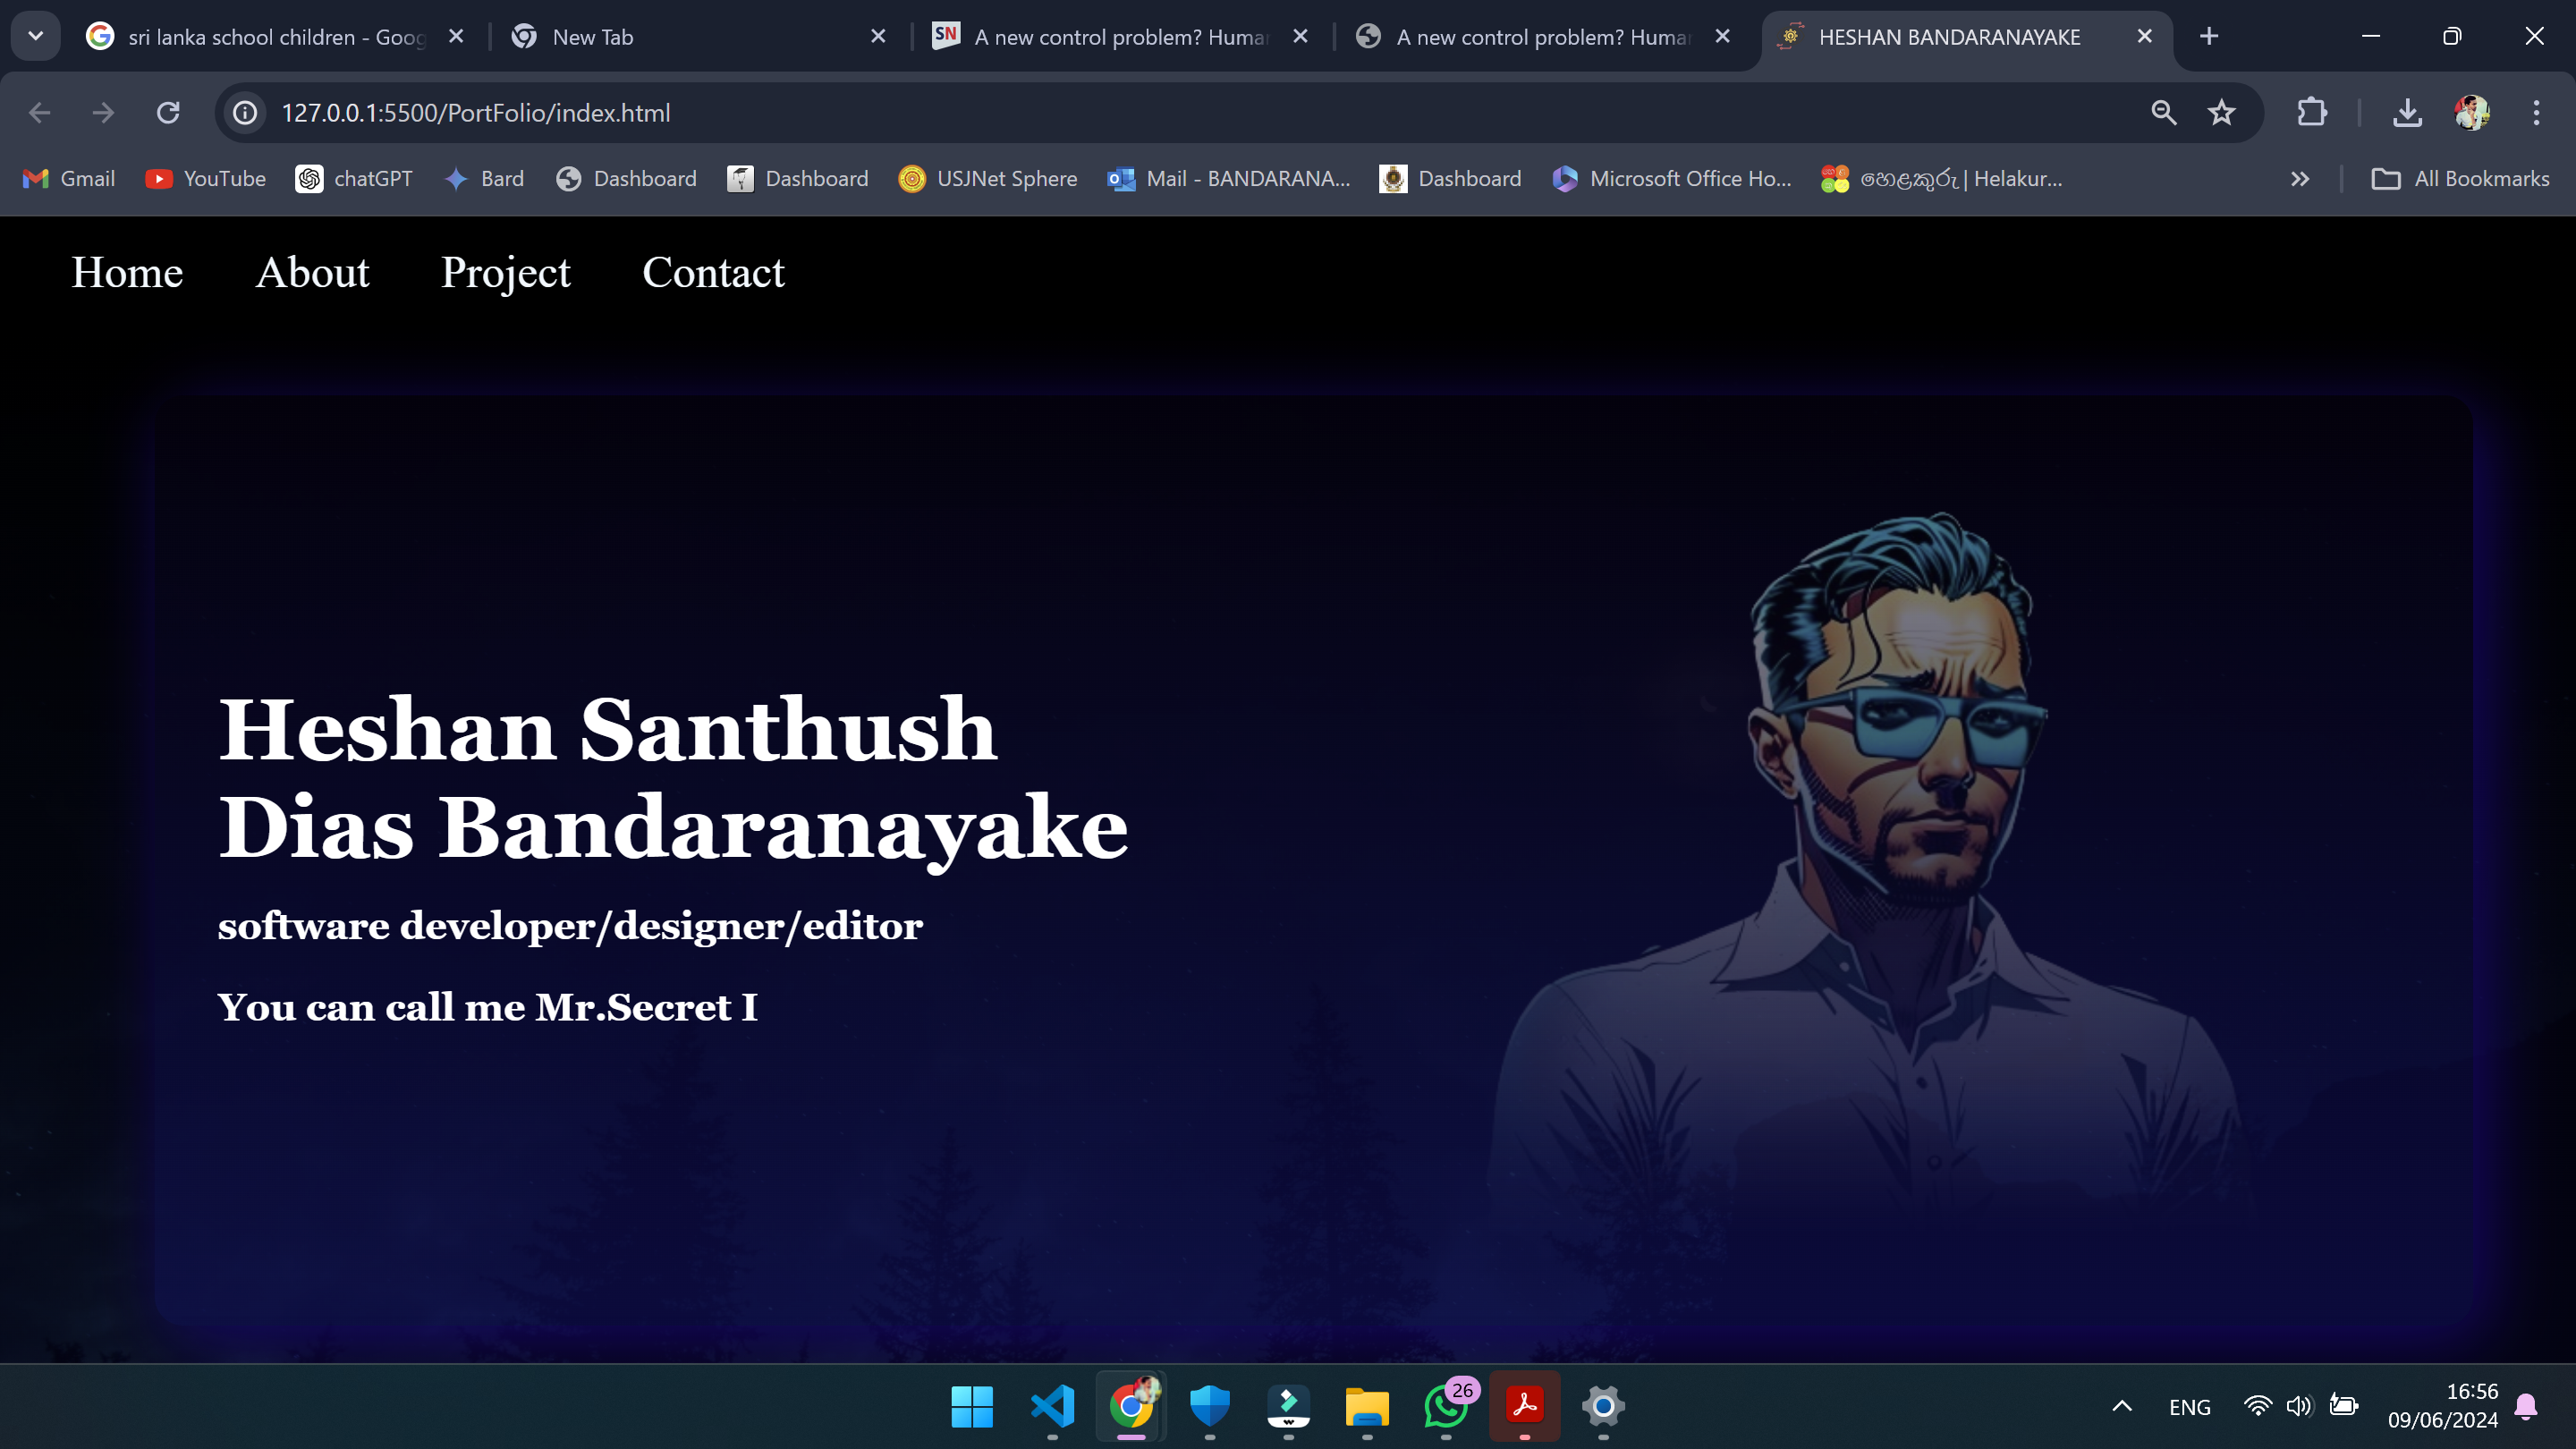 sri lanka school children - Goog
New Tab
SN
A new control problem? Human
A new control problem? Human
HESHAN BANDARANAYAKE
127.0.0.1:5500/PortFolio/index.html
Gmail
YouTube
chatGPT
Bard
Dashboard
Dashboard
USJNet Sphere
Mail - BANDARANA...
Dashboard
Microsoft Office Ho...
හෙළකුරු | Helakur...
All Bookmarks
Home About Project Contact
Heshan Santhush
Dias Bandaranayake
software developer/designer/editor
You can call me Mr.Secret I
26
ENG
16:56
09/06/2024